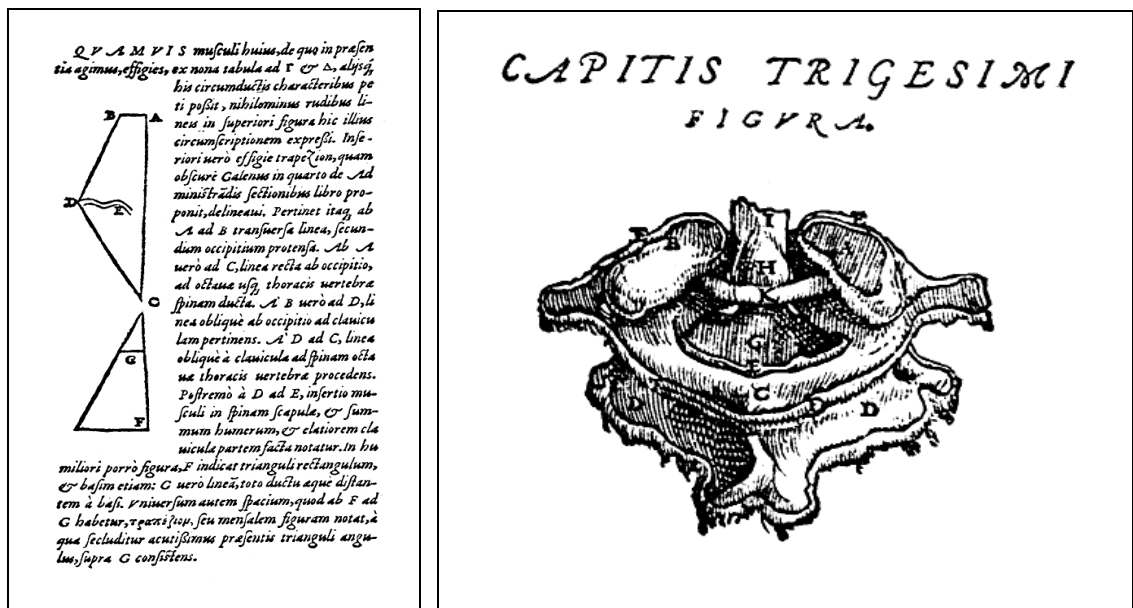 QVAMVIS muſculi huius, de quo in præſen
tia agimus, effigies, ex nona tabula ad Γ & Δ, alijsq́;
his circumductis characteribus pe
ti poßit, nihilominus rudibus li-
neis in ſuperiori figura hic illius
circumſcriptionem expreßi. Infe-
riori uerò effigie trapezion, quam
obſcurè Galenus in quarto de Ad
miniſtrādis ſectionibus libro pro-
ponit, delineaui. Pertinet itaq; ab
A ad B tranſuerſa linea, ſecun-
dum occipitium protenſa. Ab A
uerò ad C, linea recta ab occipitio,
ad octauæ uſq; thoracis uertebræ
ſpinam ducta. A' B uerò ad D, li
nea obliquè ab occipitio ad clauicu
lam pertinens. A' D ad C, linea
obliquè à clauicula ad ſpinam octa
uæ thoracis uertebræ procedens.
Poſtremò à D ad E, inſertio mu-
ſculi in ſpinam ſcapulæ, & ſum-
mum humerum, & elatiorem cla
uiculæ partem facta notatur. In hu
miliori porrò figura, F indicat trianguli rectangulum,
& baſim etiam: G uerò lineā, toto ductu æque diſtan-
tem à baſi. Vniuerſum autem ſpacium, quod ab F ad
G habetur, τραπέζιον, ſeu menſalem figuram notat, à
qua ſecluditur acutißimus præſentis trianguli angu-
lus, ſupra G conſiſtens.
B A
D E
C
G
F
CAPITIS TRIGESIMI
FIGVRA.
I
F B A E
H
K
G
E
C
D D D